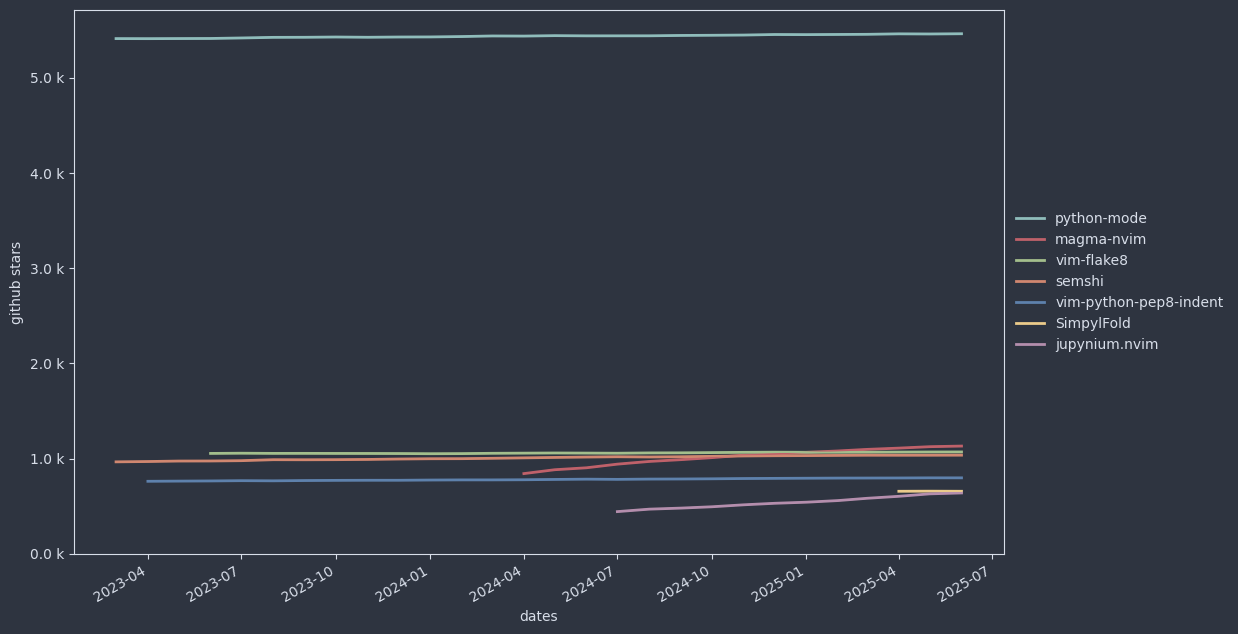 5.0 k
4.0 k
3.0 k
2.0 k
1.0 k
0.0 k
github stars
2023-04
2023-07
2023-10
2024-01
2024-04
2024-07
2024-10
2025-01
2025-04
2025-07
dates
python-mode
magma-nvim
vim-flake8
semshi
vim-python-pep8-indent
SimpylFold
jupynium.nvim